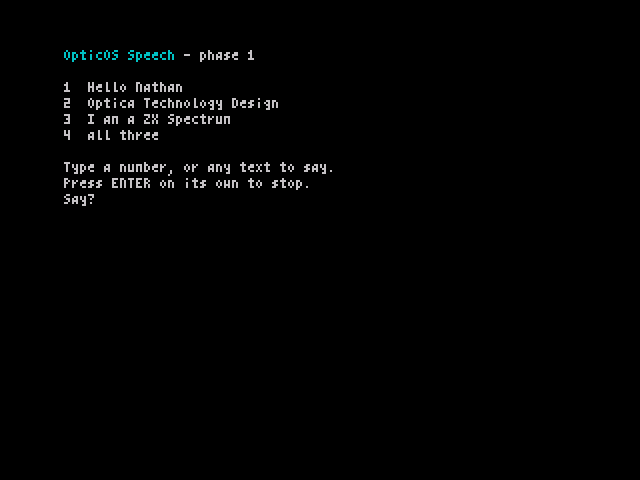 OpticOS Speech - phase 1
1 Hello Nathan
2 Optica Technology Design
3 I am a ZX Spectrum
4 all three
Type a number, or any text to say.
Press ENTER on its own to stop.
Say?